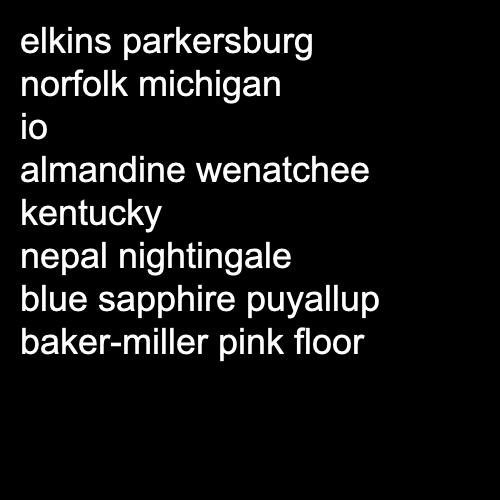 elkins parkersburg
norfolk michigan
io
almandine wenatchee
kentucky
nepal nightingale
blue sapphire puyallup
baker-miller pink floor